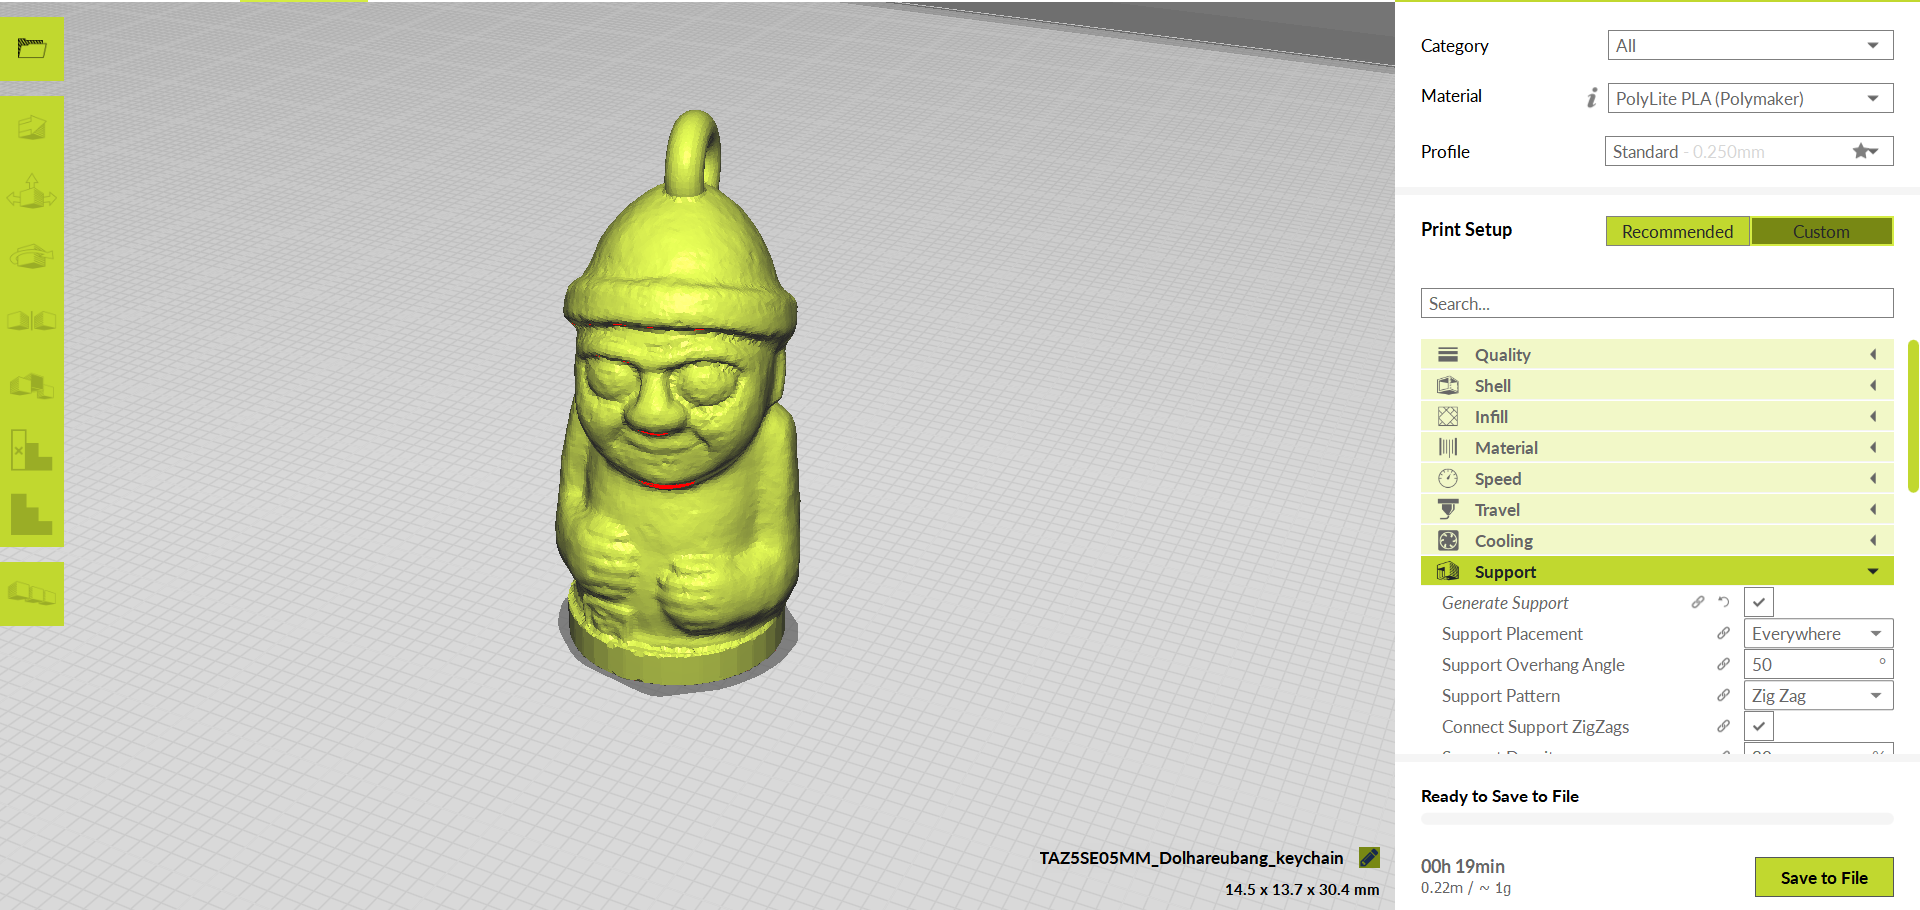 Category
All
Material
i
PolyLite PLA (Polymaker)
Profile
Standard - 0.250mm
Print Setup
Recommended
Custom
Search...
Quality
Shell
Infill
Material
Speed
Travel
Cooling
Support
Generate Support
Support Placement
Everywhere
Support Overhang Angle
50 °
Support Pattern
Zig Zag
Connect Support ZigZags
Ready to Save to File
00h 19min
0.22m / ~ 1g
Save to File
TAZ5SE05MM_Dolhareubang_keychain
14.5 x 13.7 x 30.4 mm